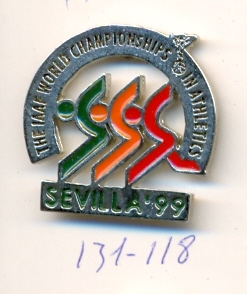 THE IAAF WORLD CHAMPIONSHIPS IN ATHLETICS
SEVILLA '99
131-118